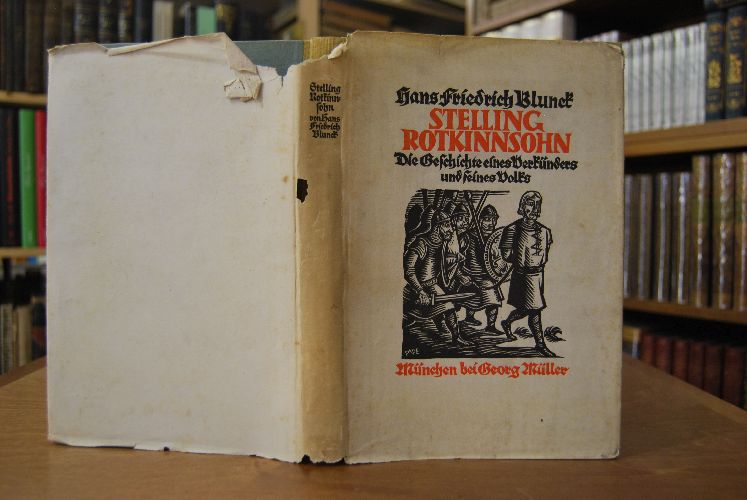 Stelling
Rotkinn-
sohn
von Hans
Friedrich
Blunck
Hans Friedrich Blunck
STELLING
ROTKINNSOHN
Die Geschichte eines Verkünders
und seines Volks
München bei Georg Müller